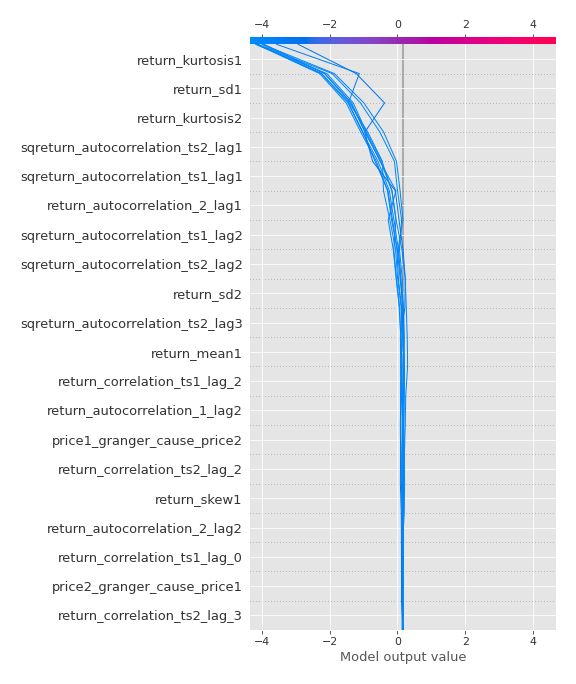 −4 −2 0 2 4
return_kurtosis1
return_sd1
return_kurtosis2
sqreturn_autocorrelation_ts2_lag1
sqreturn_autocorrelation_ts1_lag1
return_autocorrelation_2_lag1
sqreturn_autocorrelation_ts1_lag2
sqreturn_autocorrelation_ts2_lag2
return_sd2
sqreturn_autocorrelation_ts2_lag3
return_mean1
return_correlation_ts1_lag_2
return_autocorrelation_1_lag2
price1_granger_cause_price2
return_correlation_ts2_lag_2
return_skew1
return_autocorrelation_2_lag2
return_correlation_ts1_lag_0
price2_granger_cause_price1
return_correlation_ts2_lag_3
−4 −2 0 2 4
Model output value